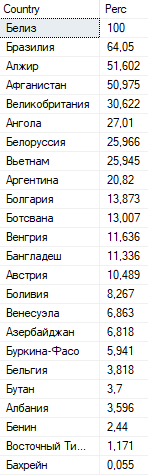 Country Perc
Белиз 100
Бразилия 64,05
Алжир 51,602
Афганистан 50,975
Великобритания 30,622
Ангола 27,01
Белоруссия 25,966
Вьетнам 25,945
Аргентина 20,82
Болгария 13,873
Ботсвана 13,007
Венгрия 11,636
Бангладеш 11,336
Австрия 10,489
Боливия 8,267
Венесуэла 6,863
Азербайджан 6,818
Буркина-Фасо 5,941
Бельгия 3,818
Бутан 3,7
Албания 3,596
Бенин 2,44
Восточный Ти... 1,171
Бахрейн 0,055